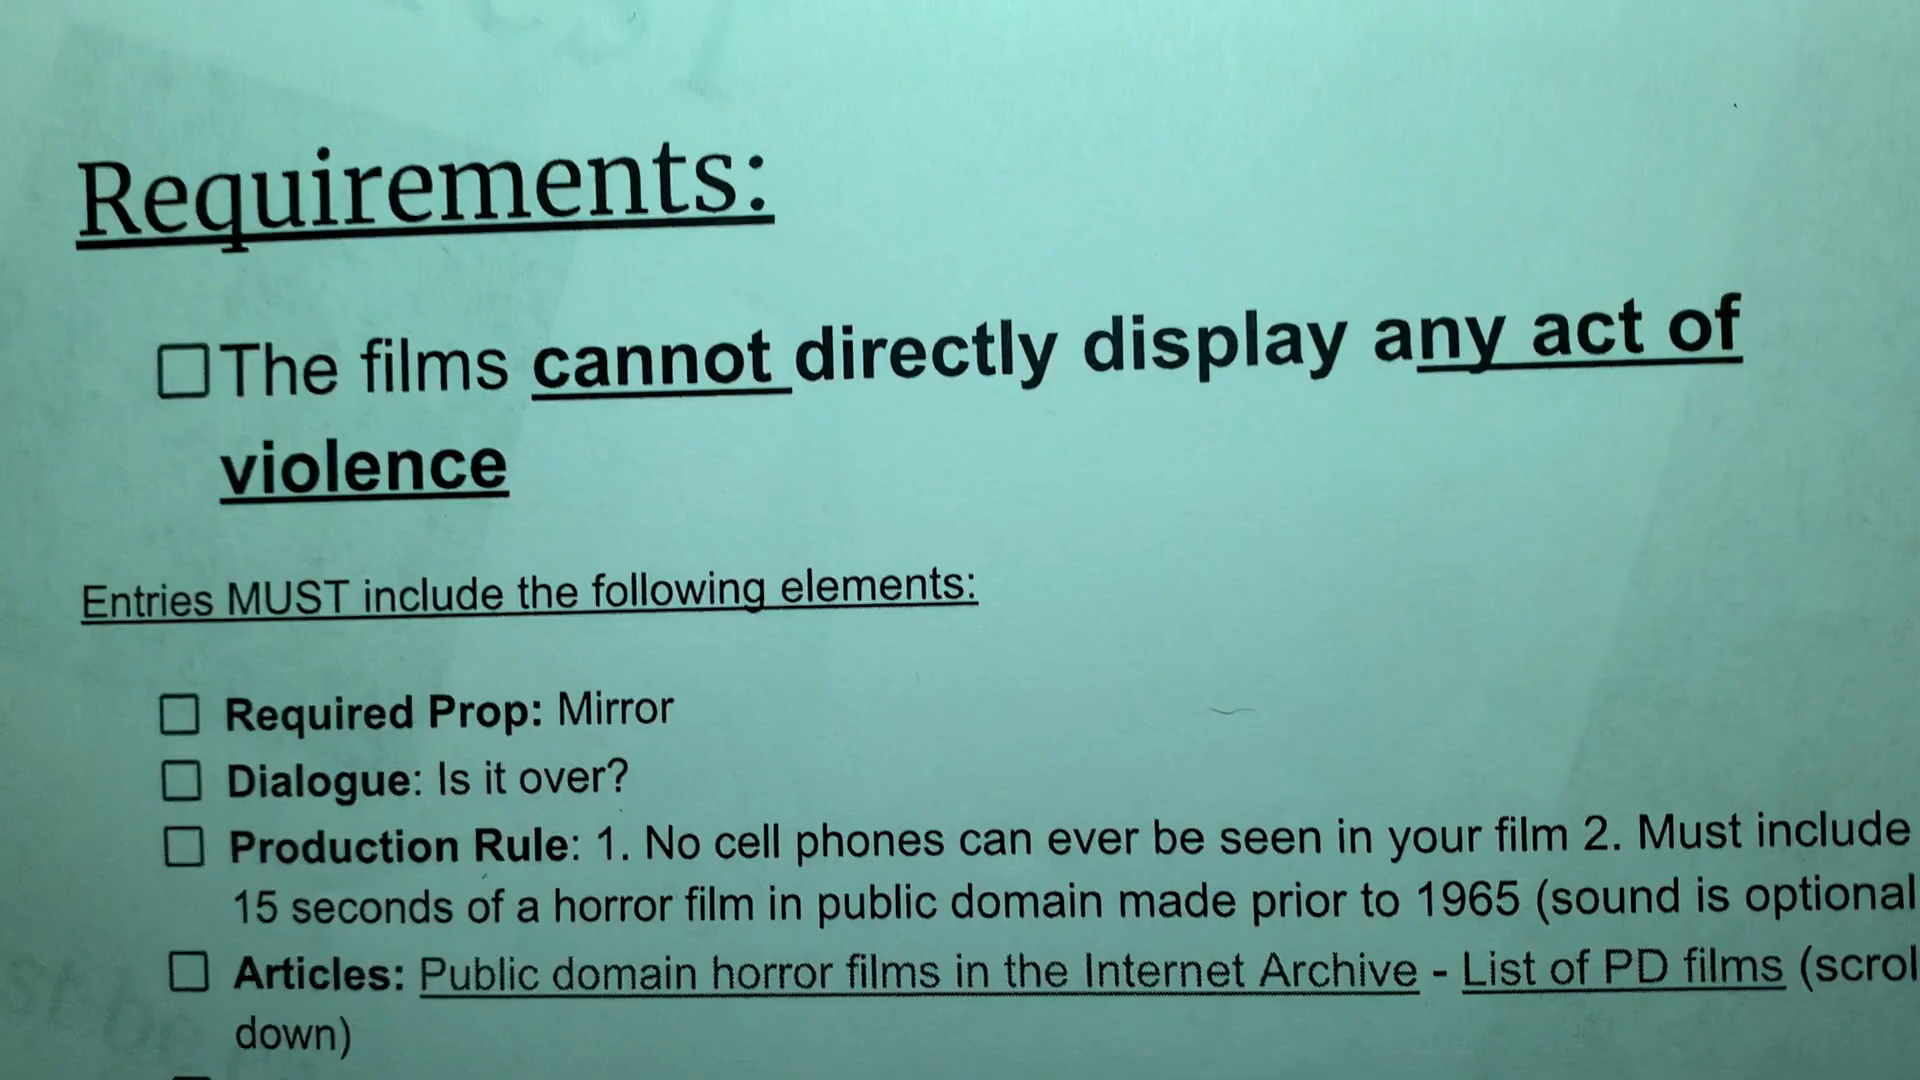 Requirements:
The films cannot directly display any act of
violence
Entries MUST include the following elements:
Required Prop: Mirror
Dialogue: Is it over?
Production Rule: 1. No cell phones can ever be seen in your film 2. Must include
15 seconds of a horror film in public domain made prior to 1965 (sound is optional
Articles: Public domain horror films in the Internet Archive - List of PD films (scrol
down)